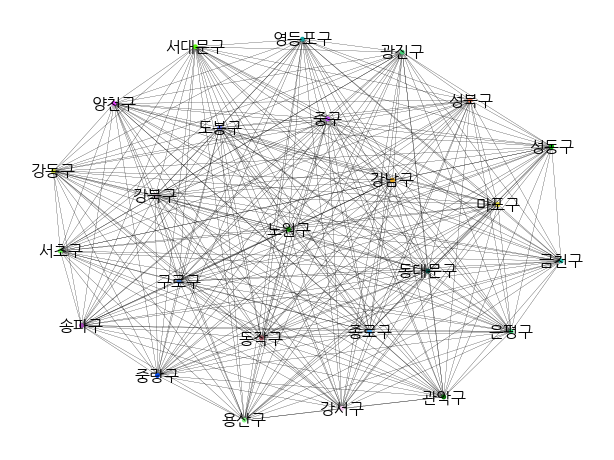 영등포구
서대문구
광진구
양천구
성북구
도봉구
중구
성동구
강동구
강남구
강북구
마포구
노원구
서초구
금천구
동대문구
구로구
송파구
은평구
종로구
동작구
중랑구
관악구
강서구
용산구